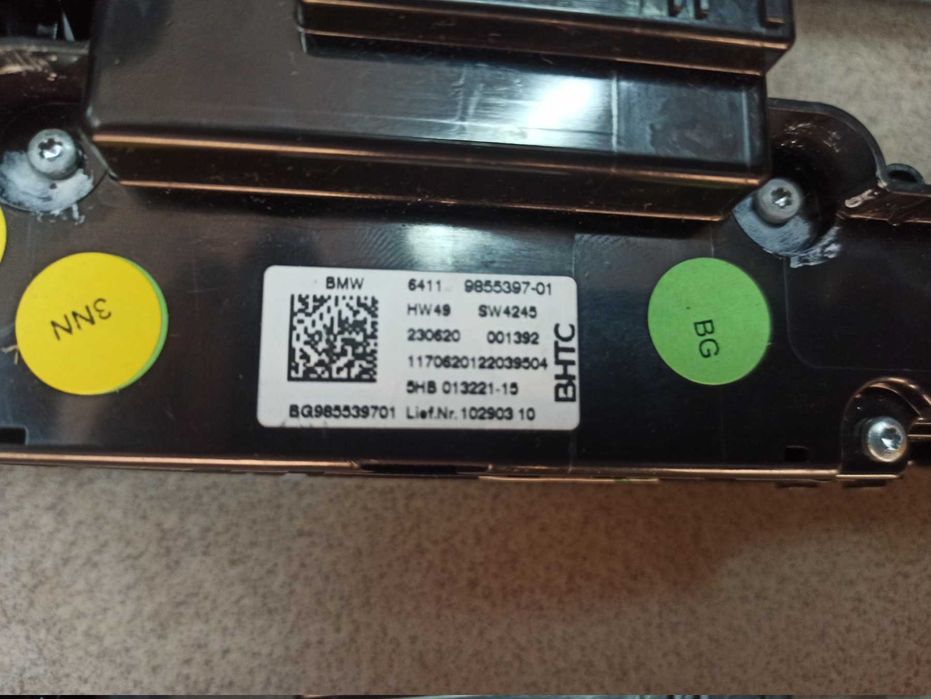 BMW 6411 9855397-01
HW49 SW4245
230620 001392
1170620122039504
5HB 013221-15
BG985539701 Lief.Nr. 102903 10
BHTC
3NN
BG